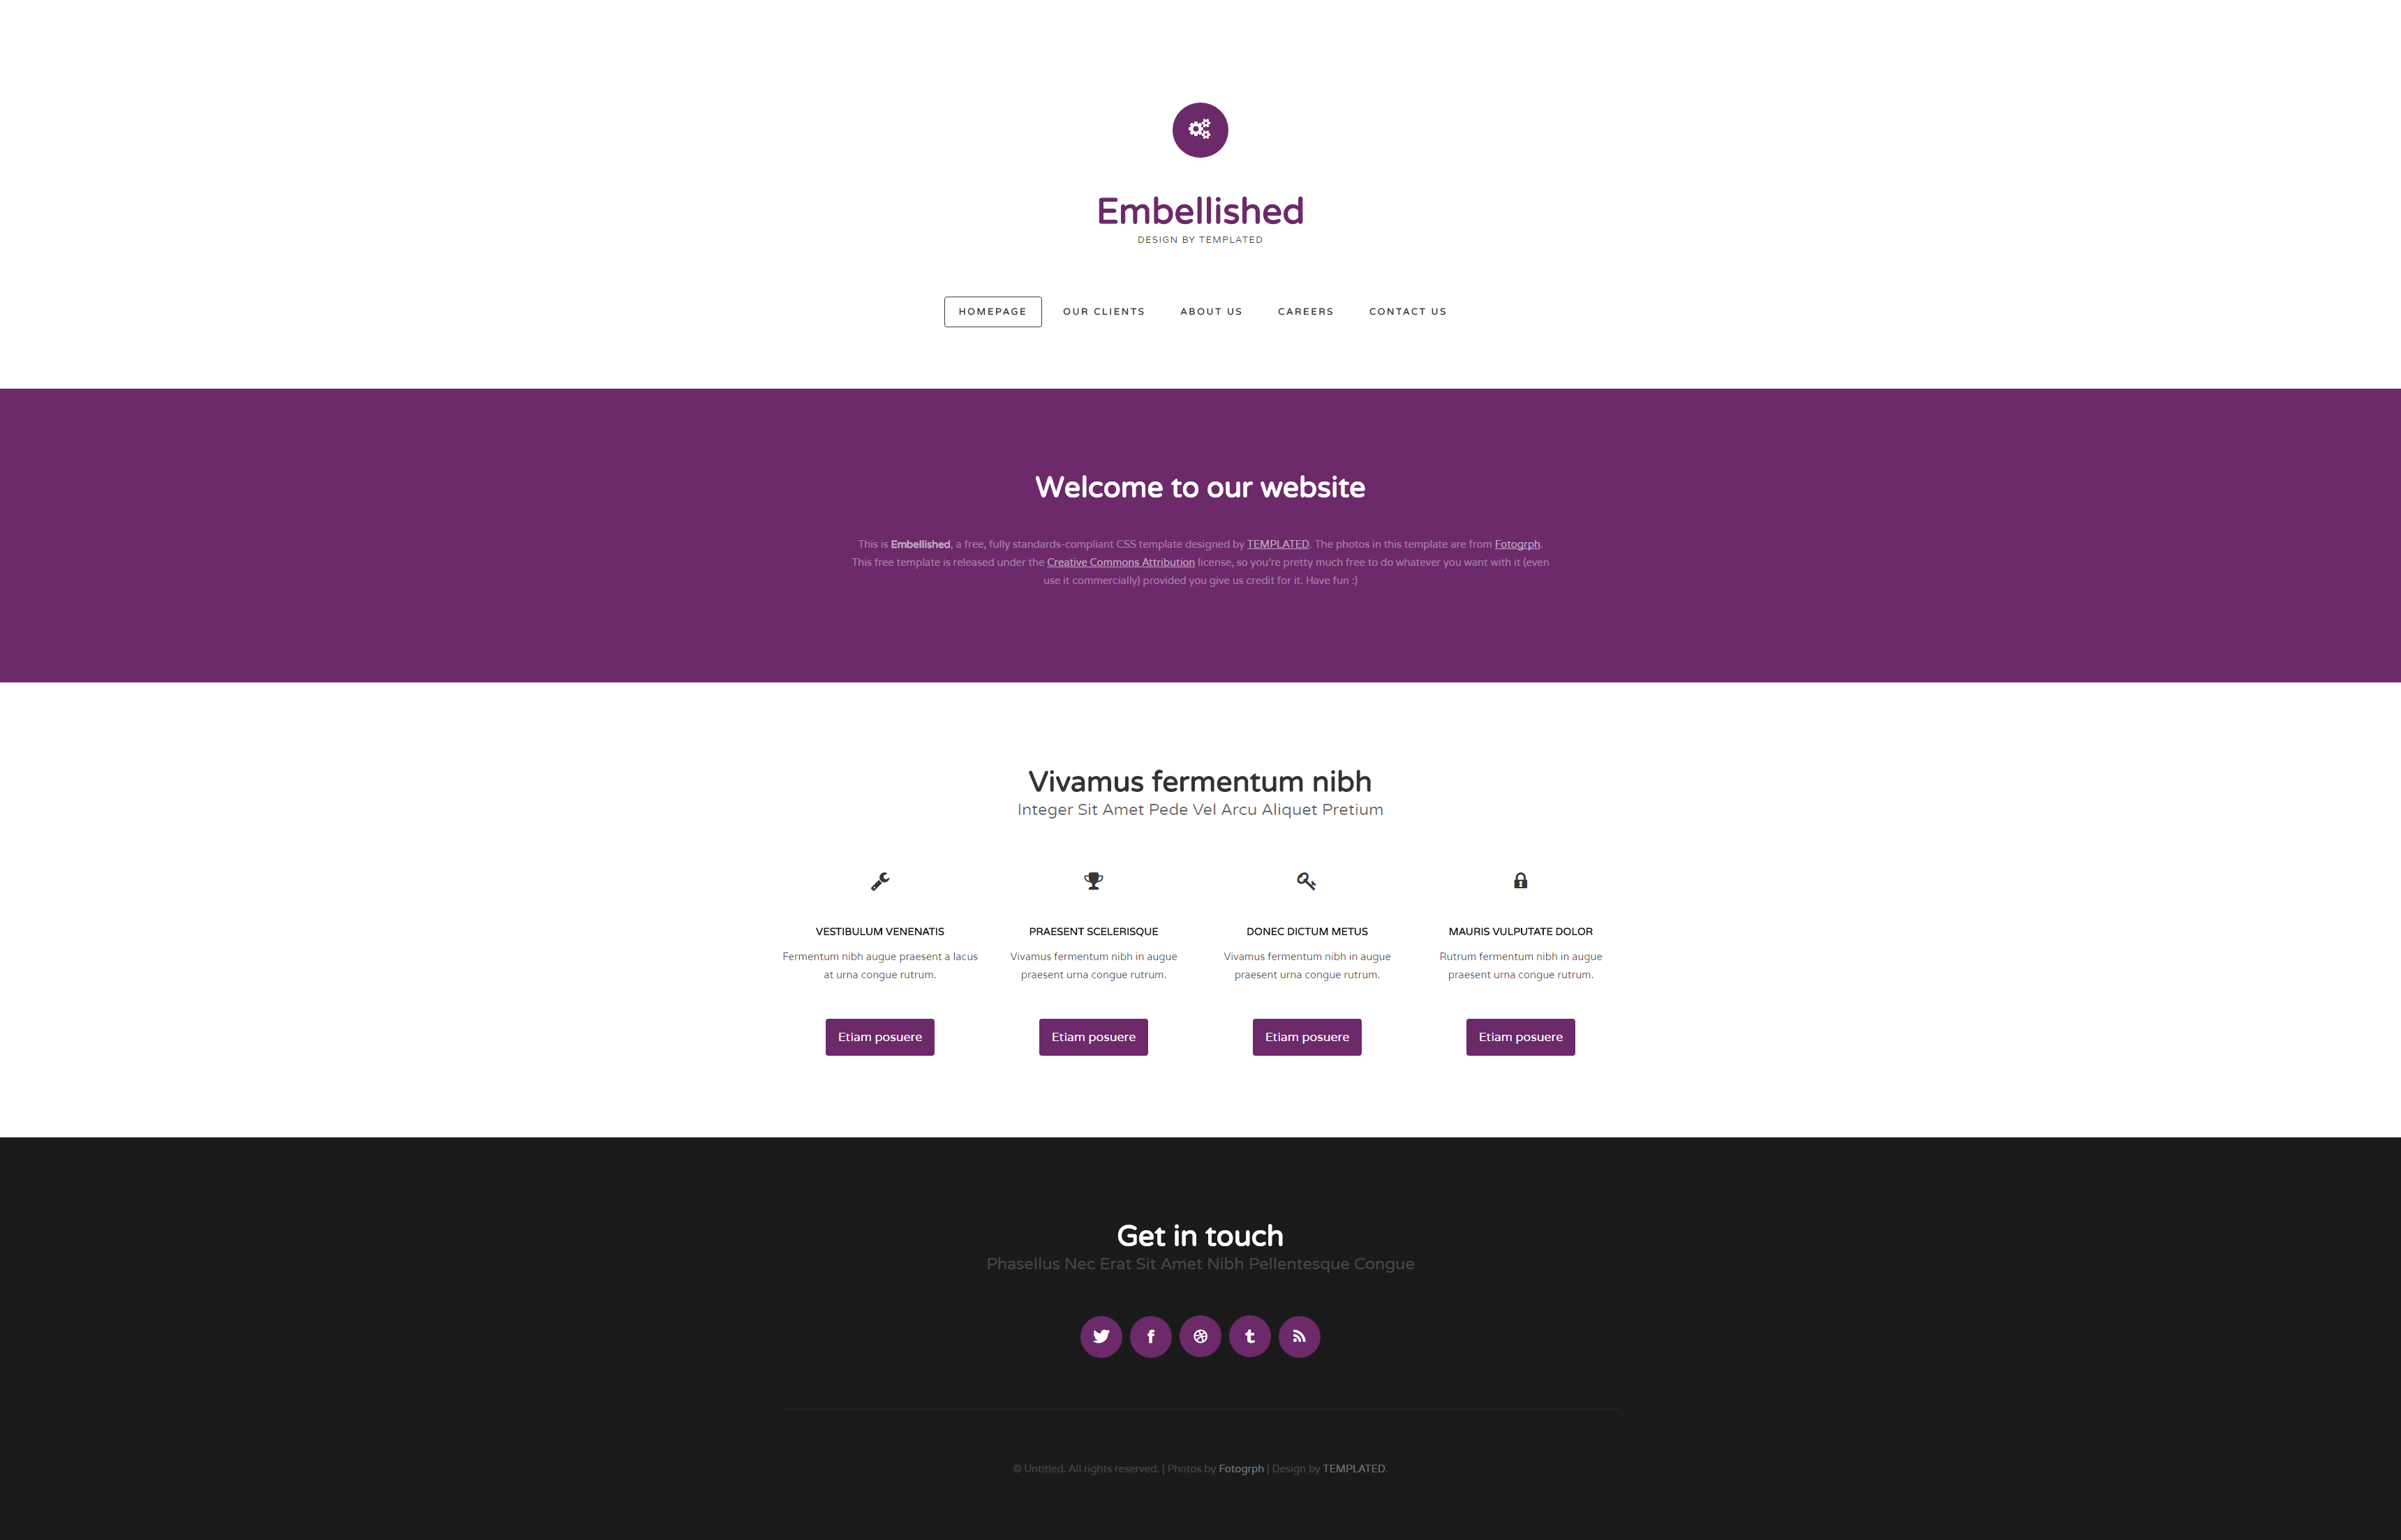 Embellished
DESIGN BY TEMPLATED
HOMEPAGE OUR CLIENTS ABOUT US CAREERS CONTACT US
Welcome to our website
This is Embellished, a free, fully standards-compliant CSS template designed by TEMPLATED. The photos in this template are from Fotogrph.
This free template is released under the Creative Commons Attribution license, so you're pretty much free to do whatever you want with it (even
use it commercially) provided you give us credit for it. Have fun :)
Vivamus fermentum nibh
Integer Sit Amet Pede Vel Arcu Aliquet Pretium
VESTIBULUM VENENATIS
Fermentum nibh augue praesent a lacus
at urna congue rutrum.
Etiam posuere
PRAESENT SCELERISQUE
Vivamus fermentum nibh in augue
praesent urna congue rutrum.
Etiam posuere
DONEC DICTUM METUS
Vivamus fermentum nibh in augue
praesent urna congue rutrum.
Etiam posuere
MAURIS VULPUTATE DOLOR
Rutrum fermentum nibh in augue
praesent urna congue rutrum.
Etiam posuere
Get in touch
Phasellus Nec Erat Sit Amet Nibh Pellentesque Congue
© Untitled. All rights reserved. | Photos by Fotogrph | Design by TEMPLATED.